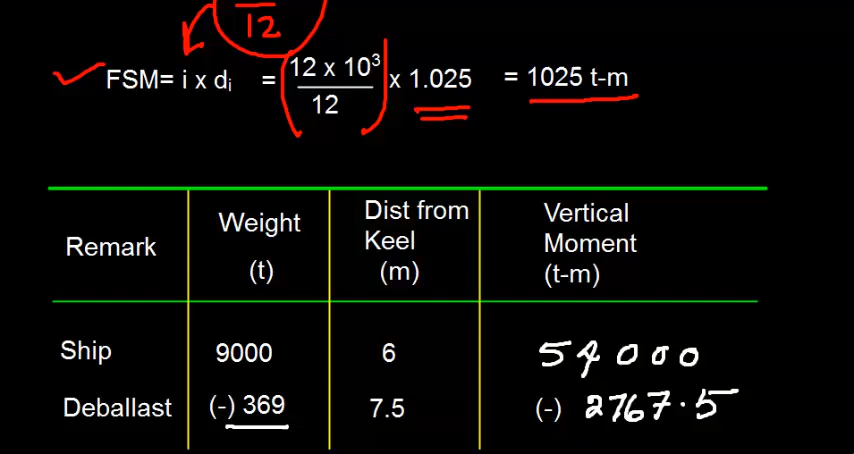 12
FSM= i x di = 12 x 10³ / 12 x 1.025 = 1025 t-m
Remark Weight (t) Dist from Keel (m) Vertical Moment (t-m)
Ship 9000 6 54000
Deballast (-) 369 7.5 (-) 2767.5